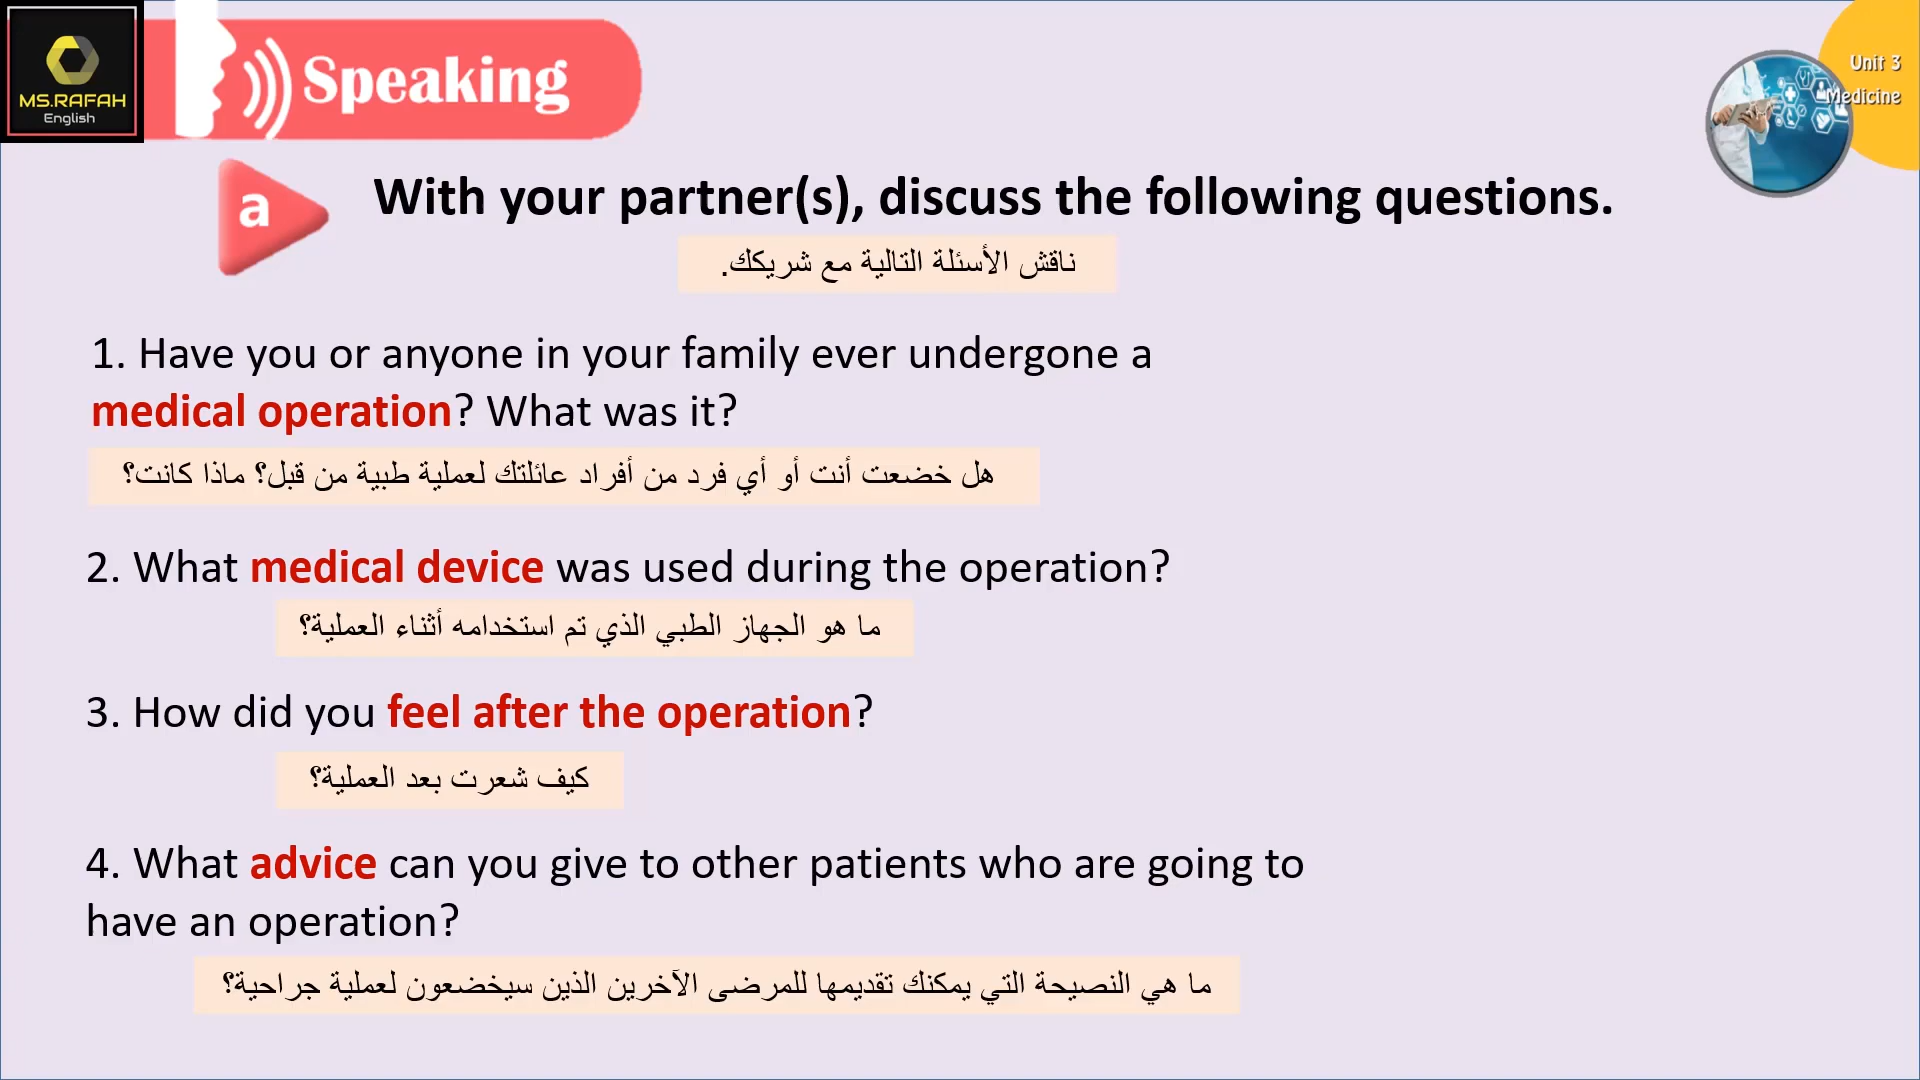 MS.RAFAH
English
Speaking
Unit 3
Medicine
a
With your partner(s), discuss the following questions.
ناقش الأسئلة التالية مع شريكك.
1. Have you or anyone in your family ever undergone a
medical operation? What was it?
هل خضعت أنت أو أي فرد من أفراد عائلتك لعملية طبية من قبل؟ ماذا كانت؟
2. What medical device was used during the operation?
ما هو الجهاز الطبي الذي تم استخدامه أثناء العملية؟
3. How did you feel after the operation?
كيف شعرت بعد العملية؟
4. What advice can you give to other patients who are going to
have an operation?
ما هي النصيحة التي يمكنك تقديمها للمرضى الآخرين الذين سيخضعون لعملية جراحية؟